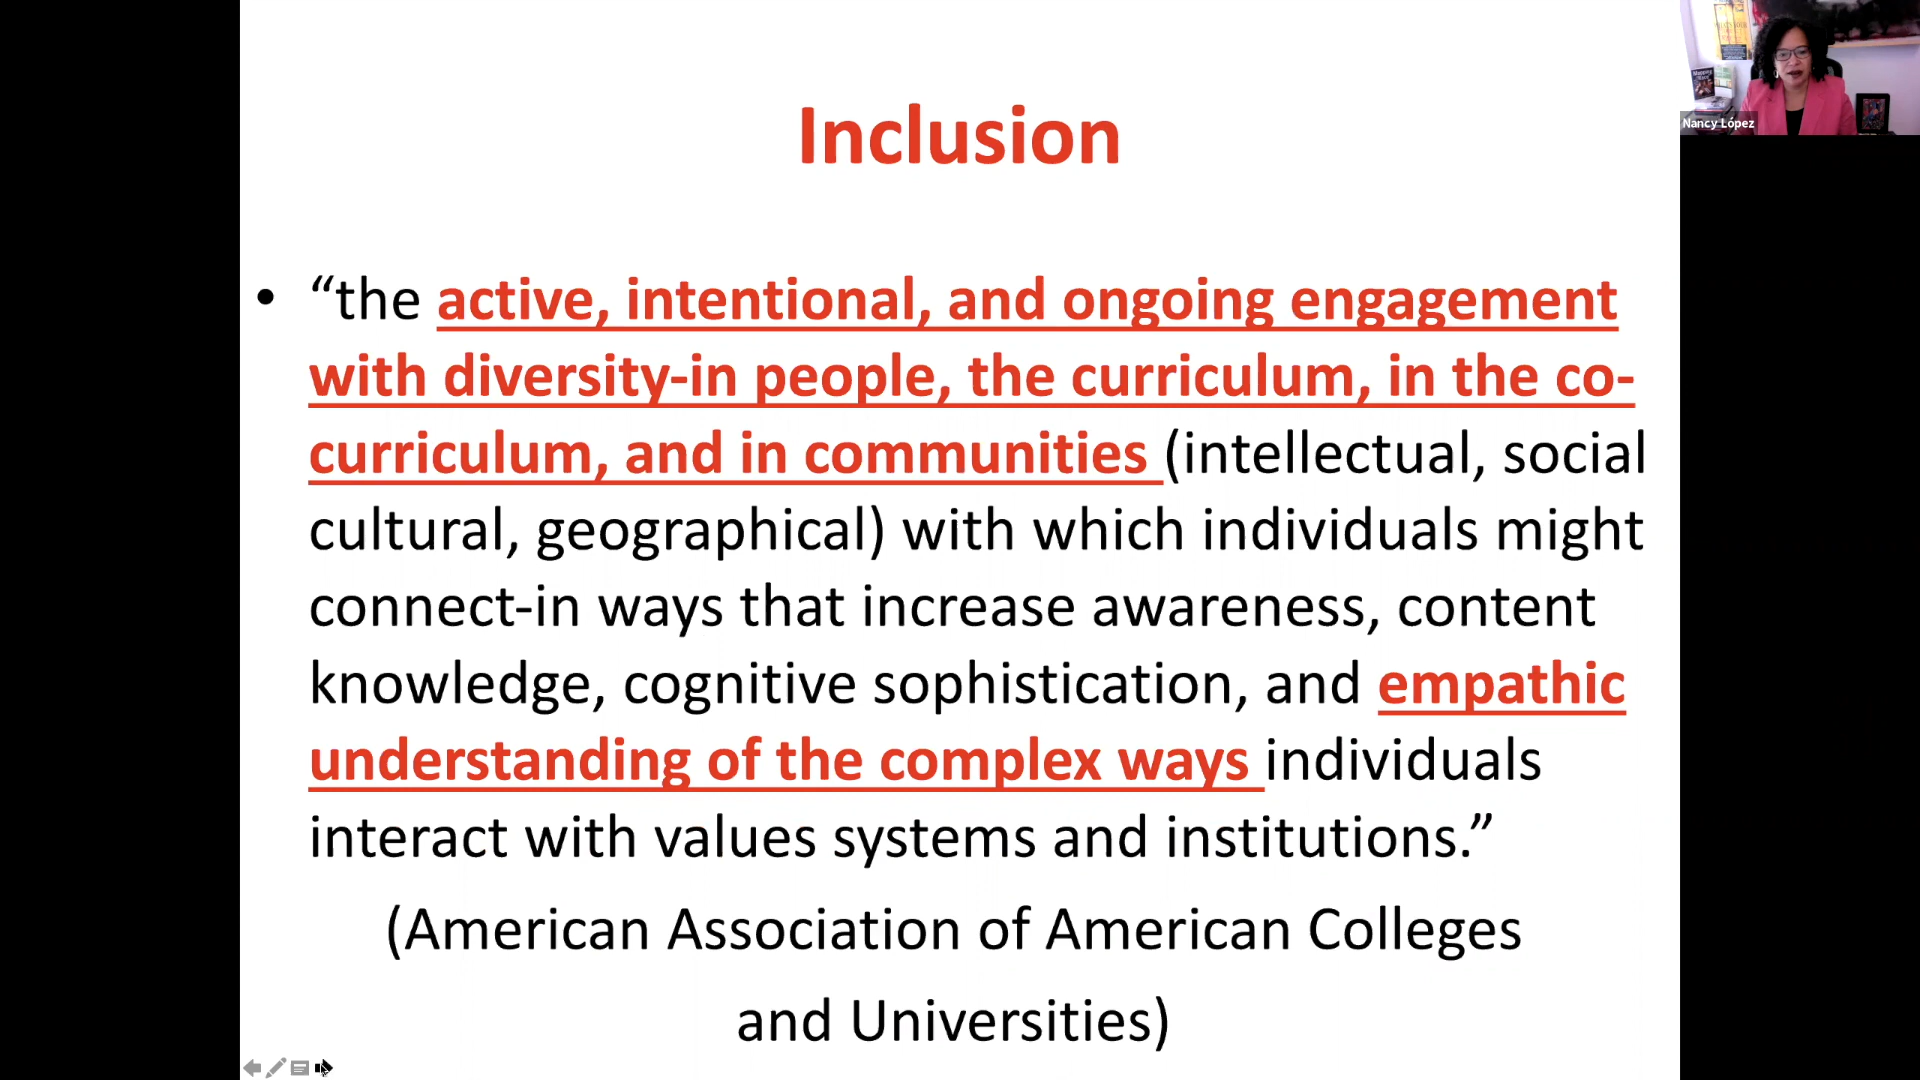 Inclusion
• “the active, intentional, and ongoing engagement
with diversity-in people, the curriculum, in the co-
curriculum, and in communities (intellectual, social
cultural, geographical) with which individuals might
connect-in ways that increase awareness, content
knowledge, cognitive sophistication, and empathic
understanding of the complex ways individuals
interact with values systems and institutions.”
(American Association of American Colleges
and Universities)
Nancy López